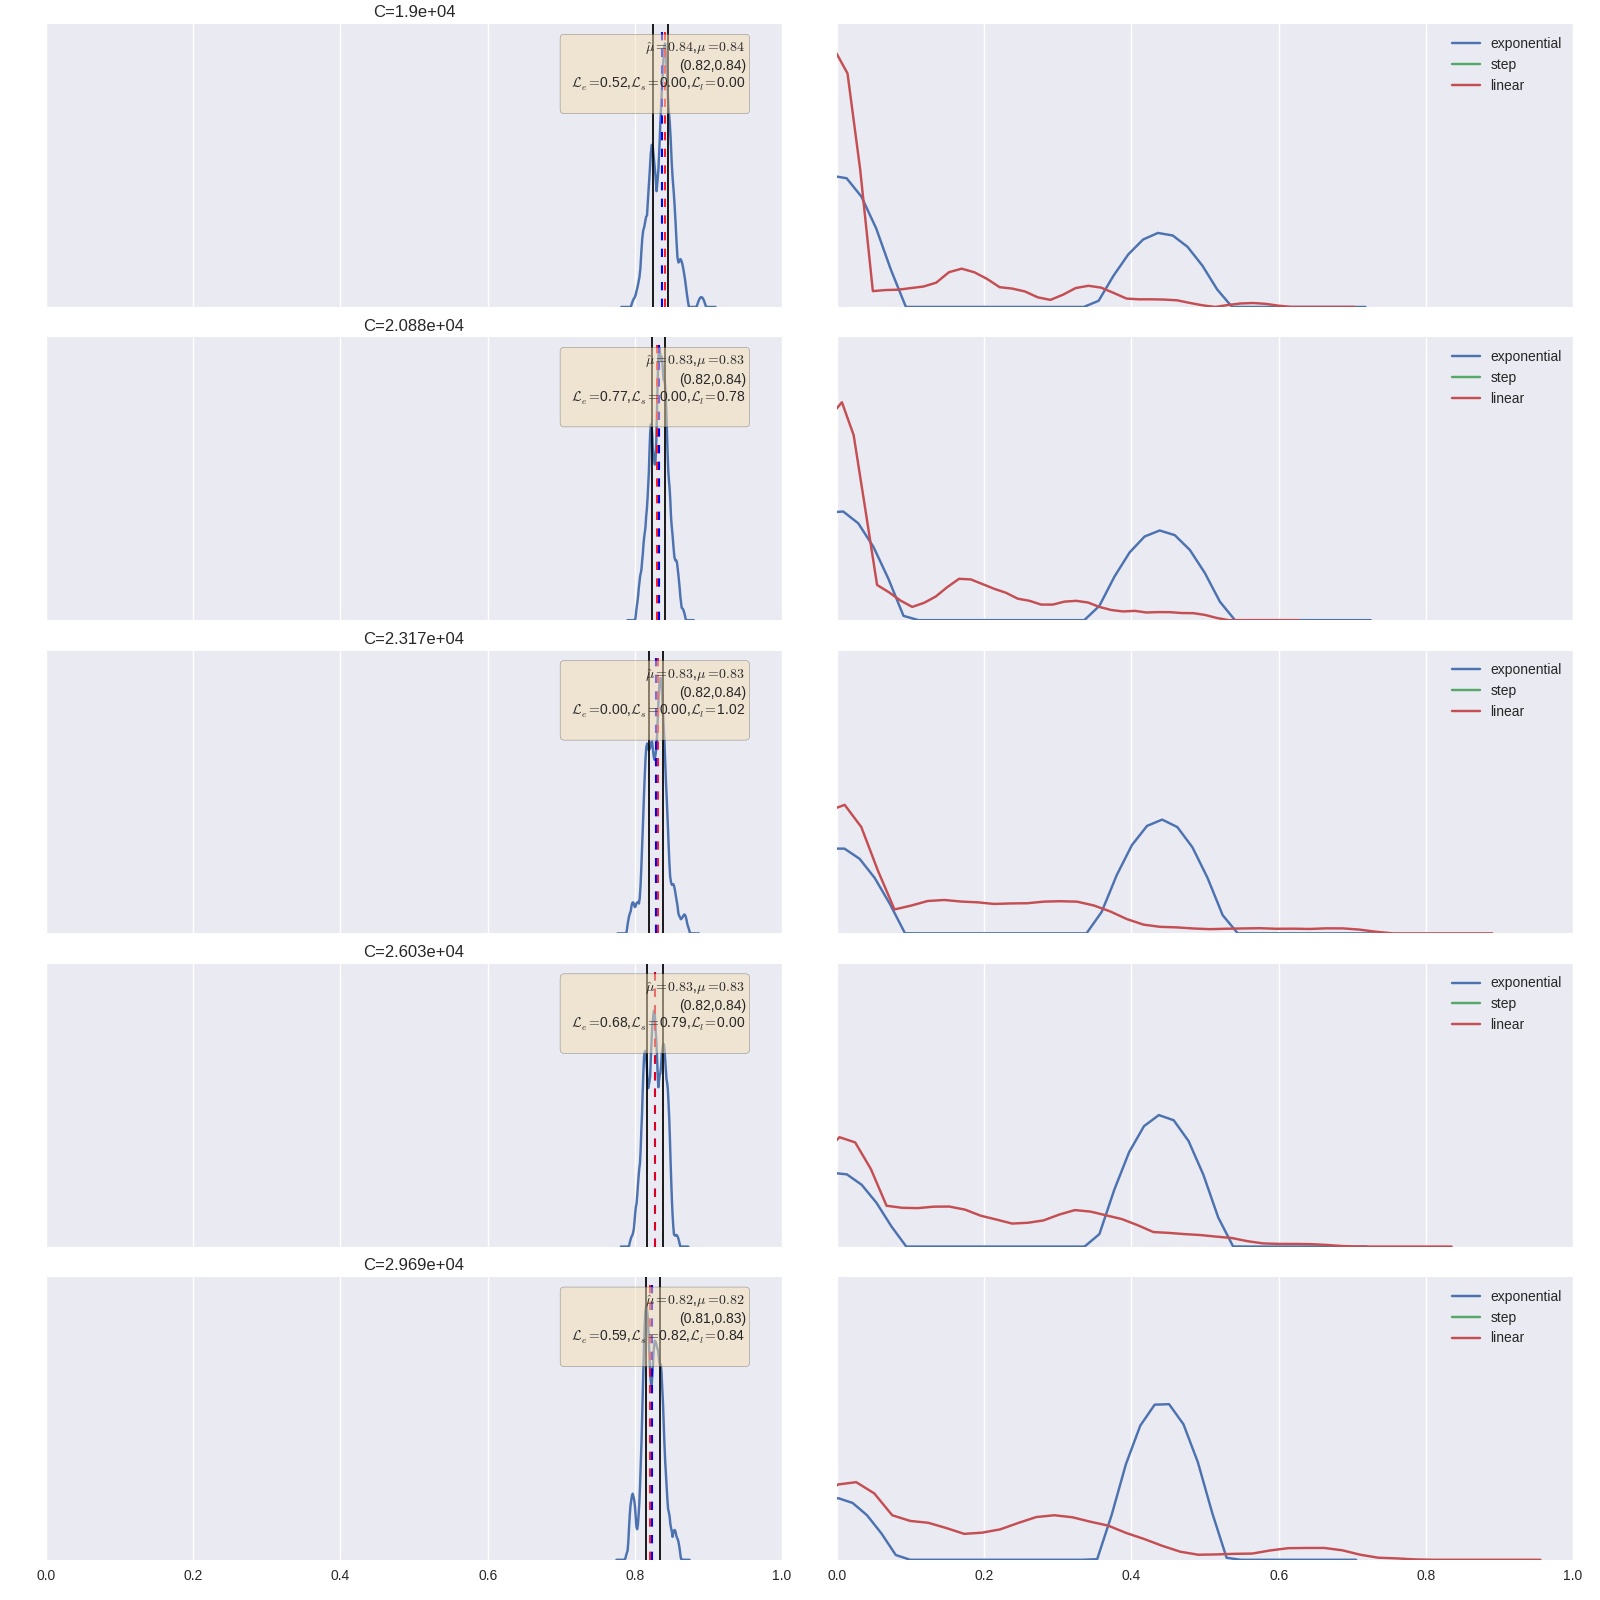 C=1.9e+04
μ̂=0.84,μ=0.84
(0.82,0.84)
ℒₑ=0.52,ℒₛ=0.00,ℒₗ=0.00
exponential
step
linear
C=2.088e+04
μ̂=0.83,μ=0.83
(0.82,0.84)
ℒₑ=0.77,ℒₛ=0.00,ℒₗ=0.78
exponential
step
linear
C=2.317e+04
μ̂=0.83,μ=0.83
(0.82,0.84)
ℒₑ=0.00,ℒₛ=0.00,ℒₗ=1.02
exponential
step
linear
C=2.603e+04
μ̂=0.83,μ=0.83
(0.82,0.84)
ℒₑ=0.68,ℒₛ=0.79,ℒₗ=0.00
exponential
step
linear
C=2.969e+04
μ̂=0.82,μ=0.82
(0.81,0.83)
ℒₑ=0.59,ℒₛ=0.82,ℒₗ=0.84
exponential
step
linear
0.0 0.2 0.4 0.6 0.8 1.0
0.0 0.2 0.4 0.6 0.8 1.0